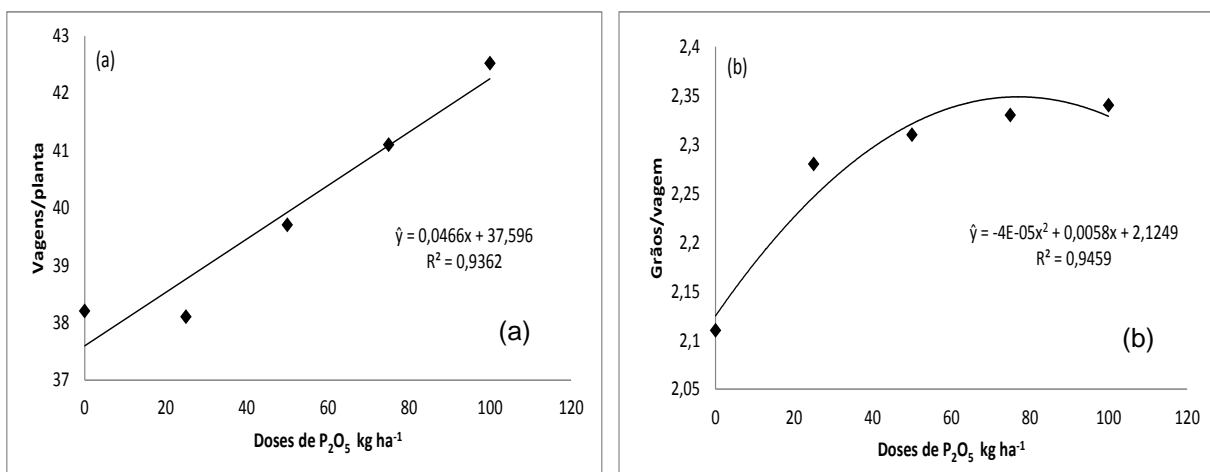 (a)
Vagens/planta
43
42
41
40
39
38
37
ŷ = 0,0466x + 37,596
R² = 0,9362
(a)
0 20 40 60 80 100 120
Doses de P₂O₅ kg ha⁻¹
(b)
Grãos/vagem
2,4
2,35
2,3
2,25
2,2
2,15
2,1
2,05
ŷ = -4E-05x² + 0,0058x + 2,1249
R² = 0,9459
(b)
0 20 40 60 80 100 120
Doses de P₂O₅ kg ha⁻¹